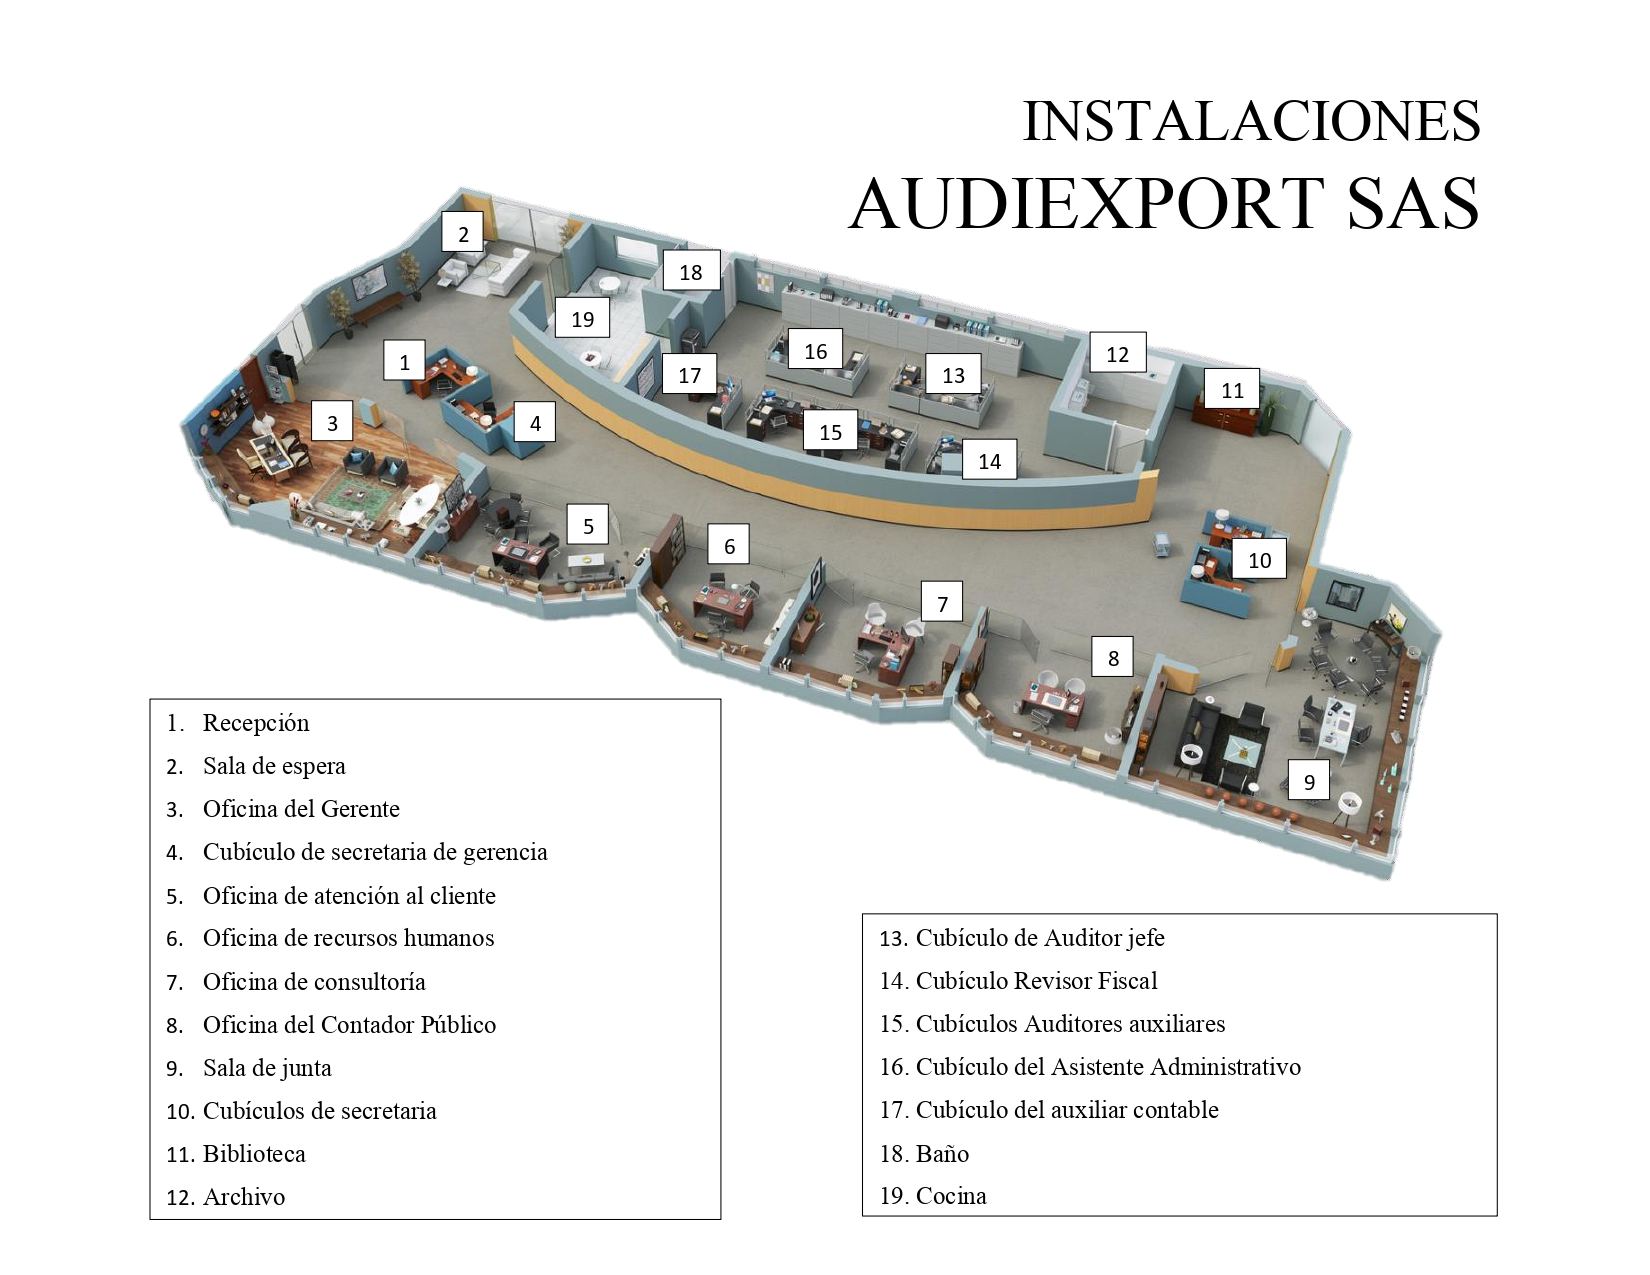 INSTALACIONES
AUDIEXPORT SAS
2
18
19
1
16
12
17
13
11
3
4
15
14
5
6
10
7
8
9
1. Recepción
2. Sala de espera
3. Oficina del Gerente
4. Cubículo de secretaria de gerencia
5. Oficina de atención al cliente
6. Oficina de recursos humanos
7. Oficina de consultoría
8. Oficina del Contador Público
9. Sala de junta
10. Cubículos de secretaria
11. Biblioteca
12. Archivo
13. Cubículo de Auditor jefe
14. Cubículo Revisor Fiscal
15. Cubículos Auditores auxiliares
16. Cubículo del Asistente Administrativo
17. Cubículo del auxiliar contable
18. Baño
19. Cocina